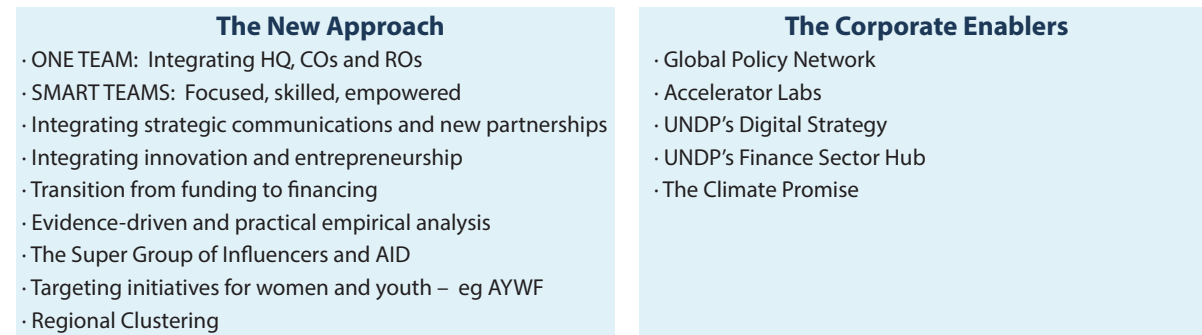 The New Approach
· ONE TEAM: Integrating HQ, COs and ROs
· SMART TEAMS: Focused, skilled, empowered
· Integrating strategic communications and new partnerships
· Integrating innovation and entrepreneurship
· Transition from funding to financing
· Evidence-driven and practical empirical analysis
· The Super Group of Influencers and AID
· Targeting initiatives for women and youth – eg AYWF
· Regional Clustering
The Corporate Enablers
· Global Policy Network
· Accelerator Labs
· UNDP’s Digital Strategy
· UNDP’s Finance Sector Hub
· The Climate Promise